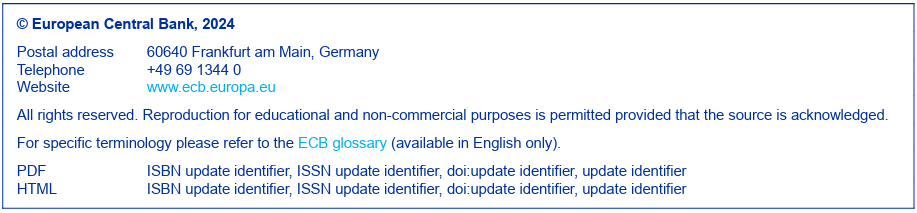 © European Central Bank, 2024
Postal address 60640 Frankfurt am Main, Germany
Telephone +49 69 1344 0
Website www.ecb.europa.eu
All rights reserved. Reproduction for educational and non-commercial purposes is permitted provided that the source is acknowledged.
For specific terminology please refer to the ECB glossary (available in English only).
PDF ISBN update identifier, ISSN update identifier, doi:update identifier, update identifier
HTML ISBN update identifier, ISSN update identifier, doi:update identifier, update identifier